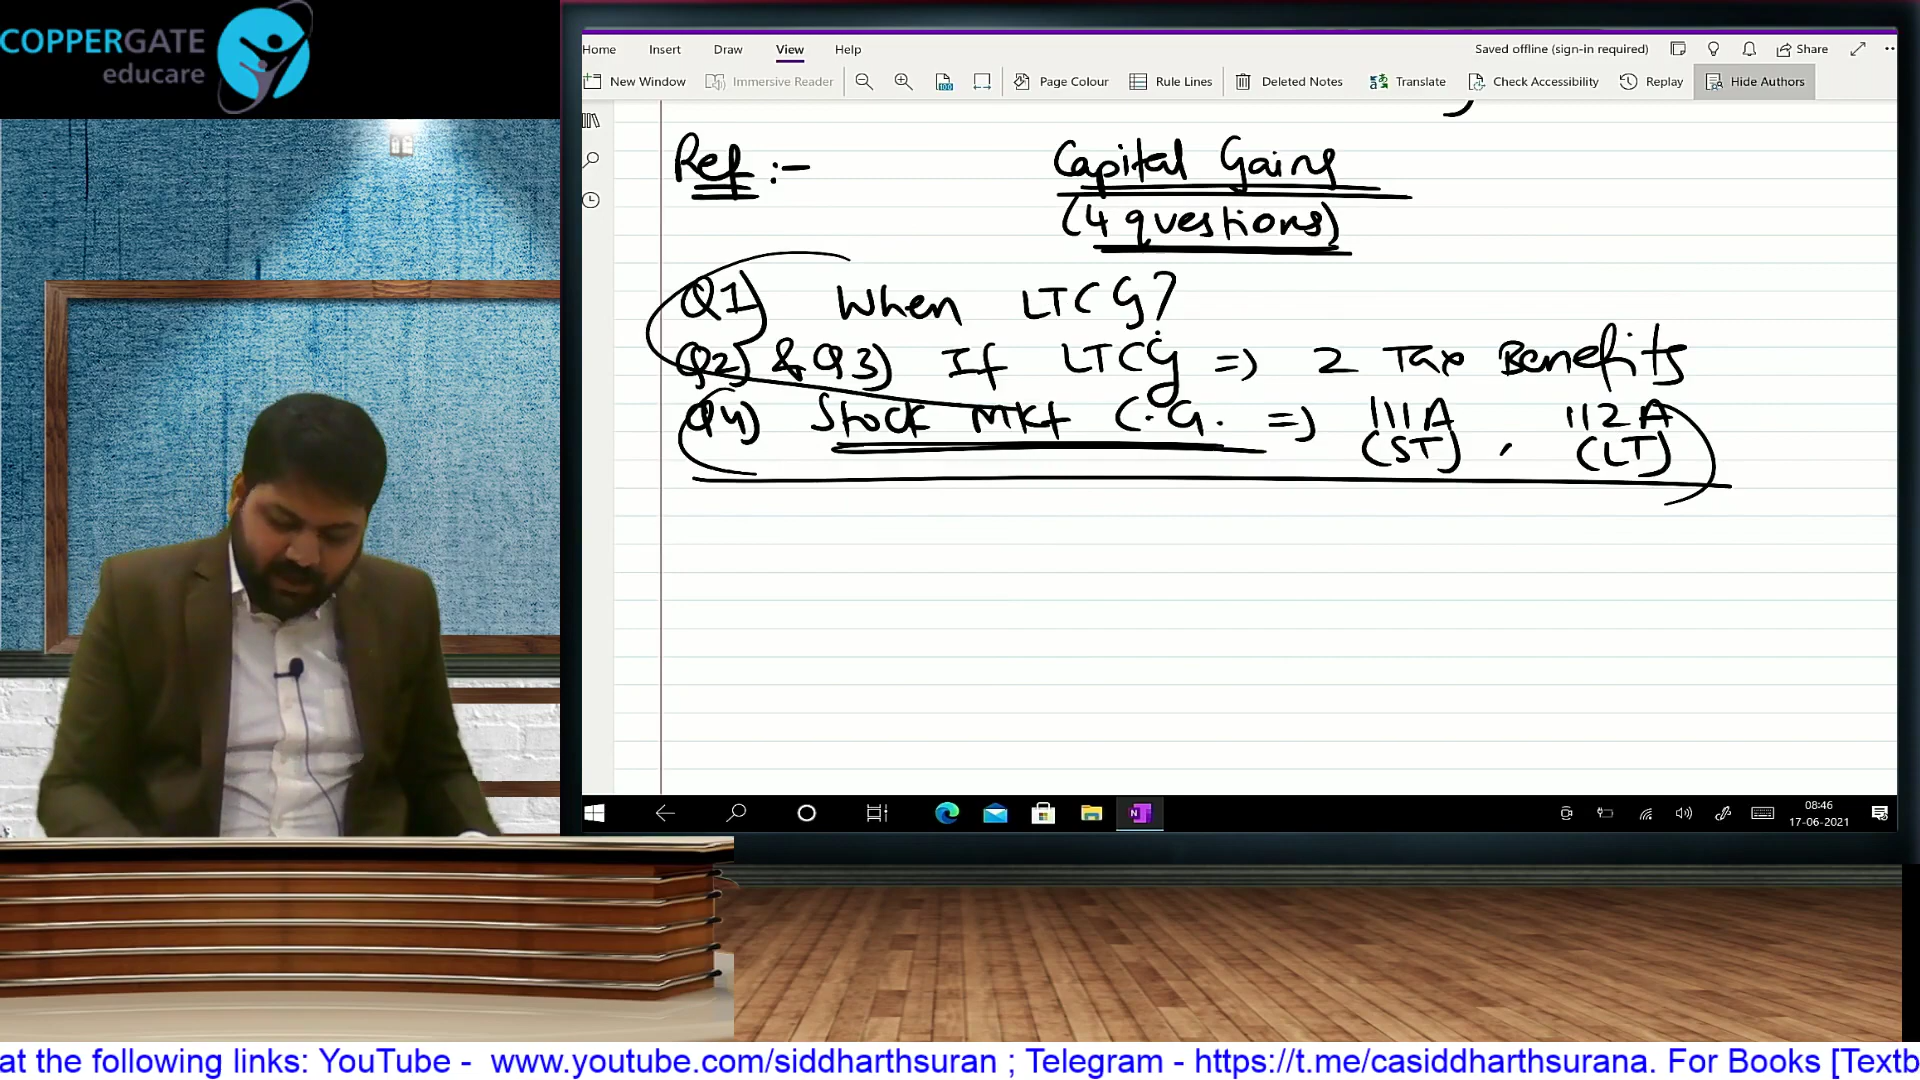 COPPERGATE
educare
Home Insert Draw View Help Saved offline (sign-in required) Share
New Window Immersive Reader 100 Page Colour Rule Lines Deleted Notes Translate Check Accessibility Replay Hide Authors
Ref :- Capital Gains
(4 questions)
Q1) When LTCG?
Q2) & Q3) If LTCG => 2 Tax Benefits
Q4) Stock Mkt C.G. => 111A , 112A
(ST) (LT)
08:46
17-06-2021
at the following links: YouTube - www.youtube.com/siddharthsuran ; Telegram - https://t.me/casiddharthsurana. For Books [Textb